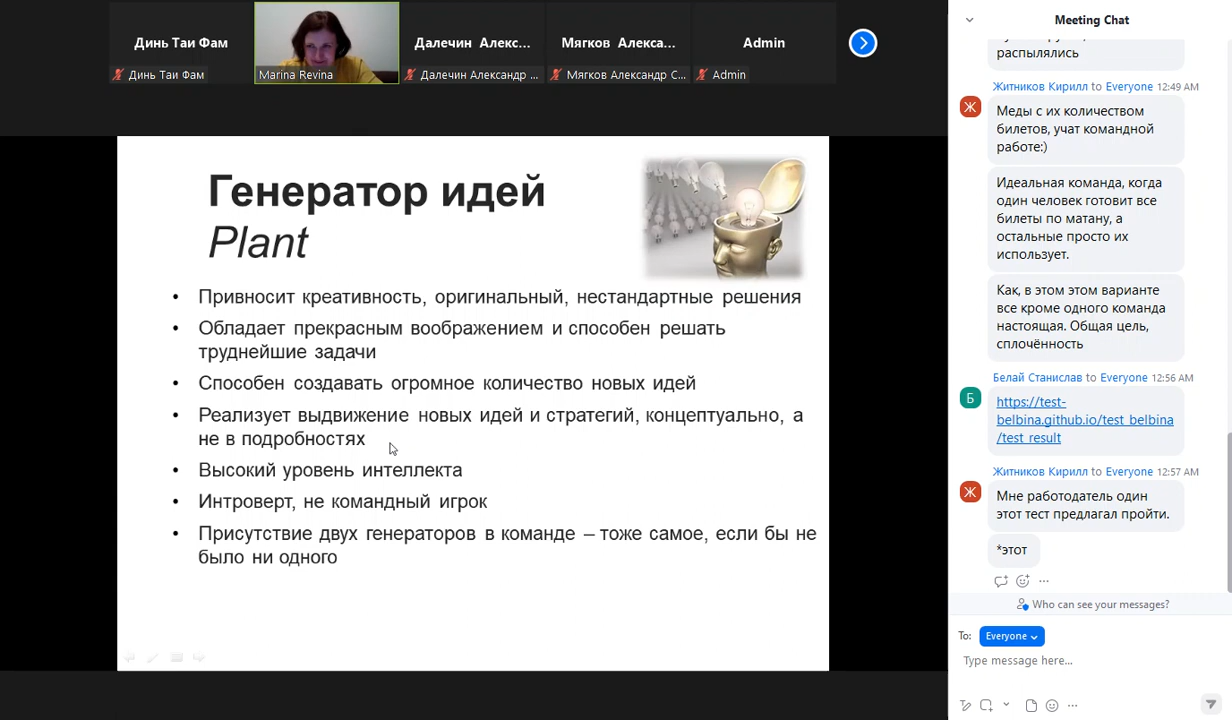 Динь Таи Фам
Далечин Алекс...
Мягков Алекса...
Admin
Динь Таи Фам
Marina Revina
Далечин Александр ...
Мягков Александр С...
Admin
Генератор идей
Plant
• Привносит креативность, оригинальный, нестандартные решения
• Обладает прекрасным воображением и способен решать
труднейшие задачи
• Способен создавать огромное количество новых идей
• Реализует выдвижение новых идей и стратегий, концептуально, а
не в подробностях
• Высокий уровень интеллекта
• Интроверт, не командный игрок
• Присутствие двух генераторов в команде – тоже самое, если бы не
было ни одного
Meeting Chat
распылялись
Житников Кирилл to Everyone 12:49 AM
Ж
Меды с их количеством
билетов, учат командной
работе:)
Идеальная команда, когда
один человек готовит все
билеты по матану, а
остальные просто их
использует.
Как, в этом этом варианте
все кроме одного команда
настоящая. Общая цель,
сплочённость
Белай Станислав to Everyone 12:56 AM
Б
https://test-
belbina.github.io/test_belbina
/test_result
Житников Кирилл to Everyone 12:57 AM
Ж
Мне работодатель один
этот тест предлагал пройти.
*этот
Who can see your messages?
To: Everyone
Type message here...